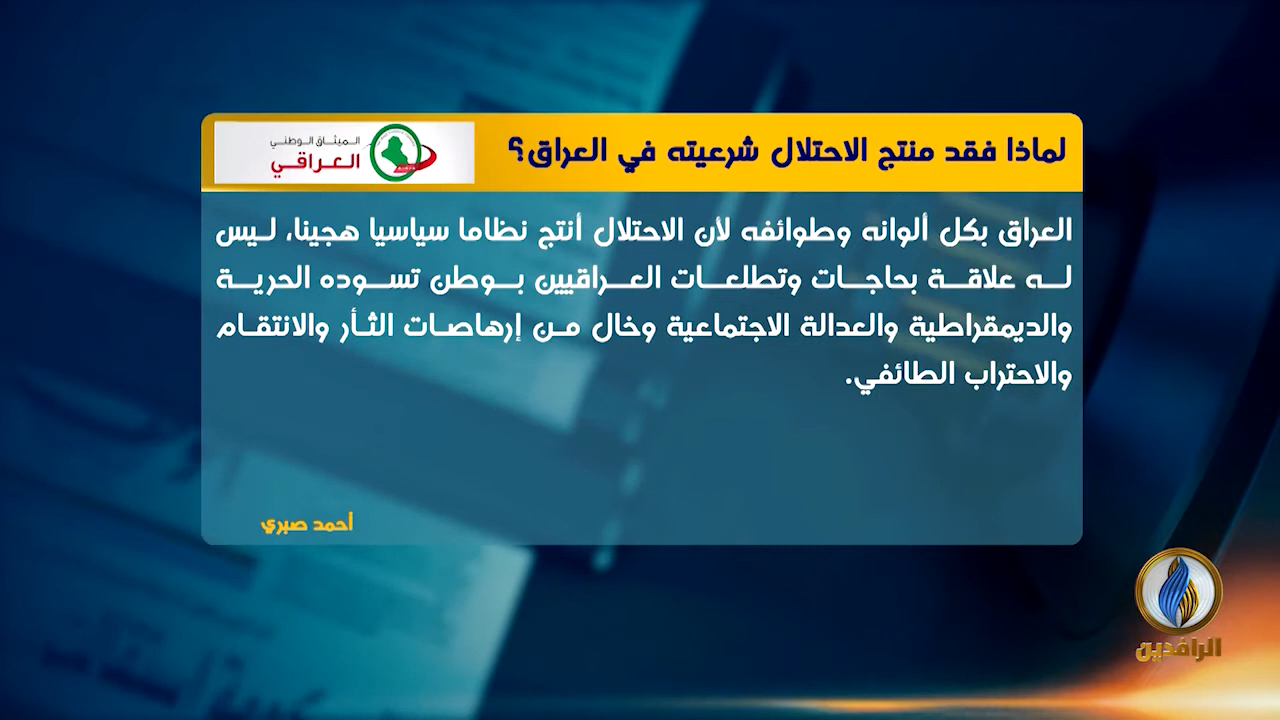 لماذا فقد منتج الاحتلال شرعيته في العراق؟
الميثاق الوطني
العراقي
العراق بكل ألوانه وطوائفه لأن الاحتلال أنتج نظاما سياسيا هجينا، ليس
له علاقة بحاجات وتطلعات العراقيين بوطن تسوده الحرية
والديمقراطية والعدالة الاجتماعية وخال من إرهاصات الثأر والانتقام
والاحتراب الطائفي.
أحمد صبري
الرافدين